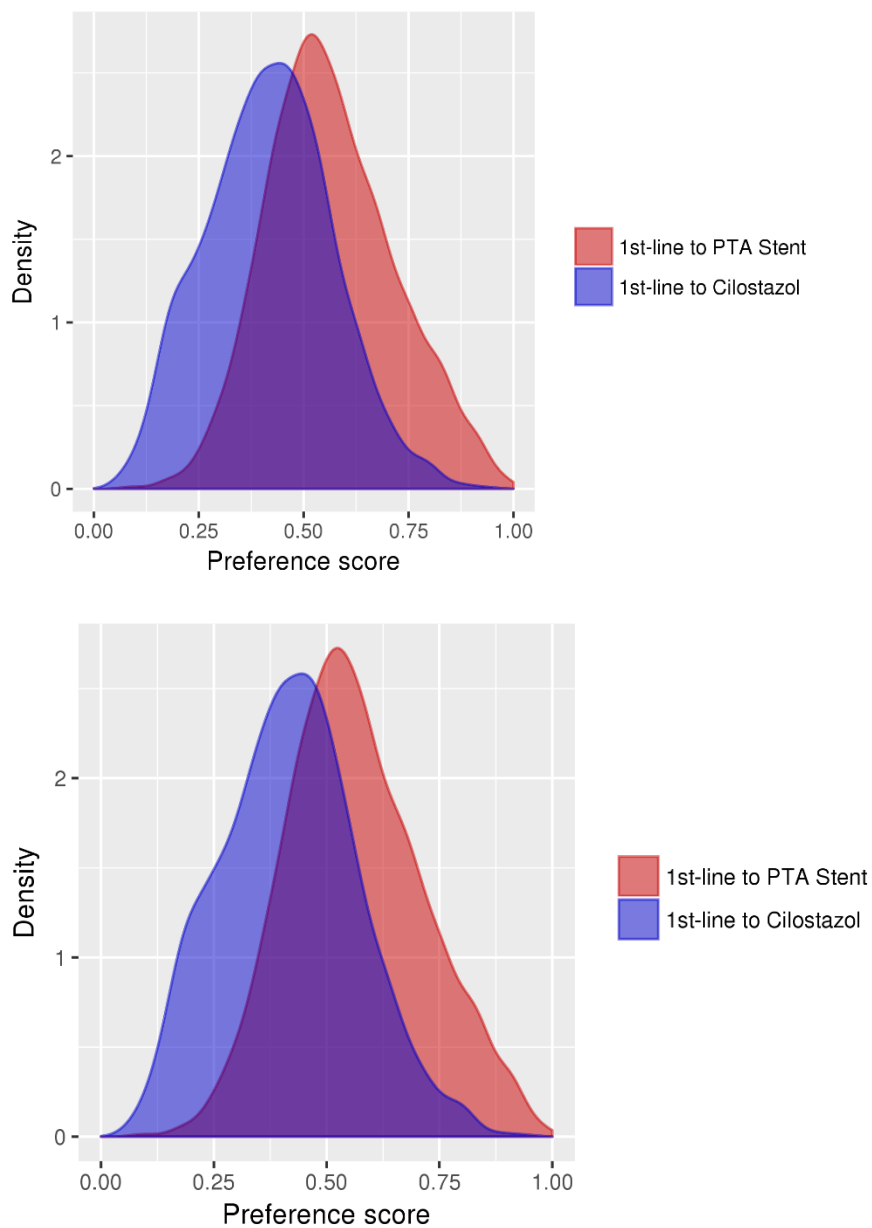 2
1
0
Density
0.00 0.25 0.50 0.75 1.00
Preference score
1st-line to PTA Stent
1st-line to Cilostazol
2
1
0
Density
0.00 0.25 0.50 0.75 1.00
Preference score
1st-line to PTA Stent
1st-line to Cilostazol